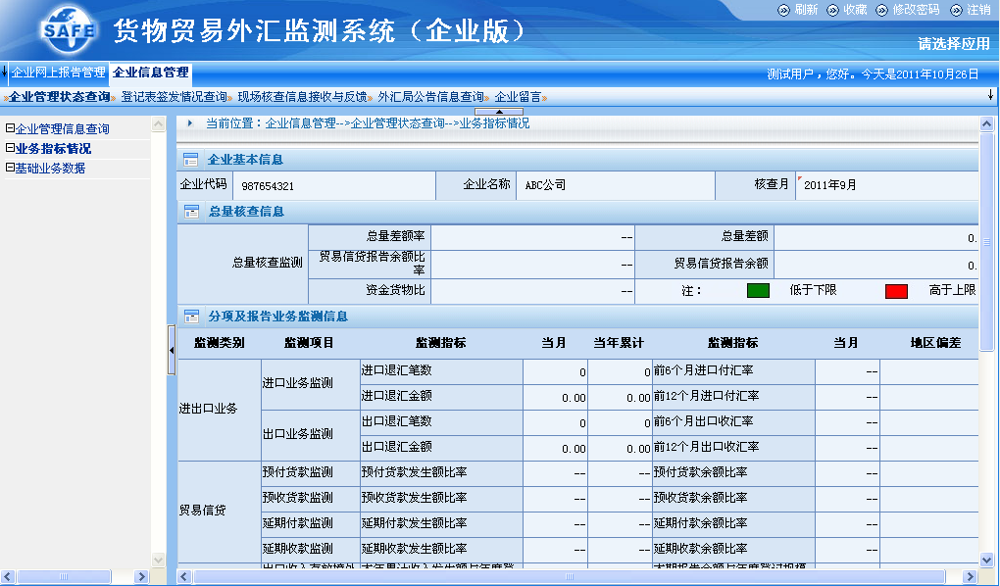 刷新 收藏 修改密码 注销
SAFE 货物贸易外汇监测系统（企业版）
请选择应用
企业网上报告管理 企业信息管理 测试用户，您好。今天是2011年10月26日
企业管理状态查询 登记表签发情况查询 现场核查信息接收与反馈 外汇局公告信息查询 企业留言
当前位置：企业信息管理-->企业管理状态查询-->业务指标情况
企业管理信息查询
业务指标情况
基础业务数据
企业基本信息
企业代码 987654321 企业名称 ABC公司 核查月 2011年9月
总量核查信息
总量核查监测 总量差额率 -- 总量差额 0.
贸易信贷报告余额比率 -- 贸易信贷报告余额 0.
资金货物比 -- 注： 低于下限 高于上限
分项及报告业务监测信息
监测类别 监测项目 监测指标 当月 当年累计 监测指标 当月 地区偏差
进出口业务 进口业务监测 进口退汇笔数 0 0 前6个月进口付汇率 --
进口退汇金额 0.00 0.00 前12个月进口付汇率 --
出口业务监测 出口退汇笔数 0 0 前6个月出口收汇率 --
出口退汇金额 0.00 0.00 前12个月出口收汇率 --
贸易信贷 预付货款监测 预付货款发生额比率 -- -- 预付货款余额比率 --
预收货款监测 预收货款发生额比率 -- -- 预收货款余额比率 --
延期付款监测 延期付款发生额比率 -- -- 延期付款余额比率 --
延期收款监测 延期收款发生额比率 -- -- 延期收款余额比率 --